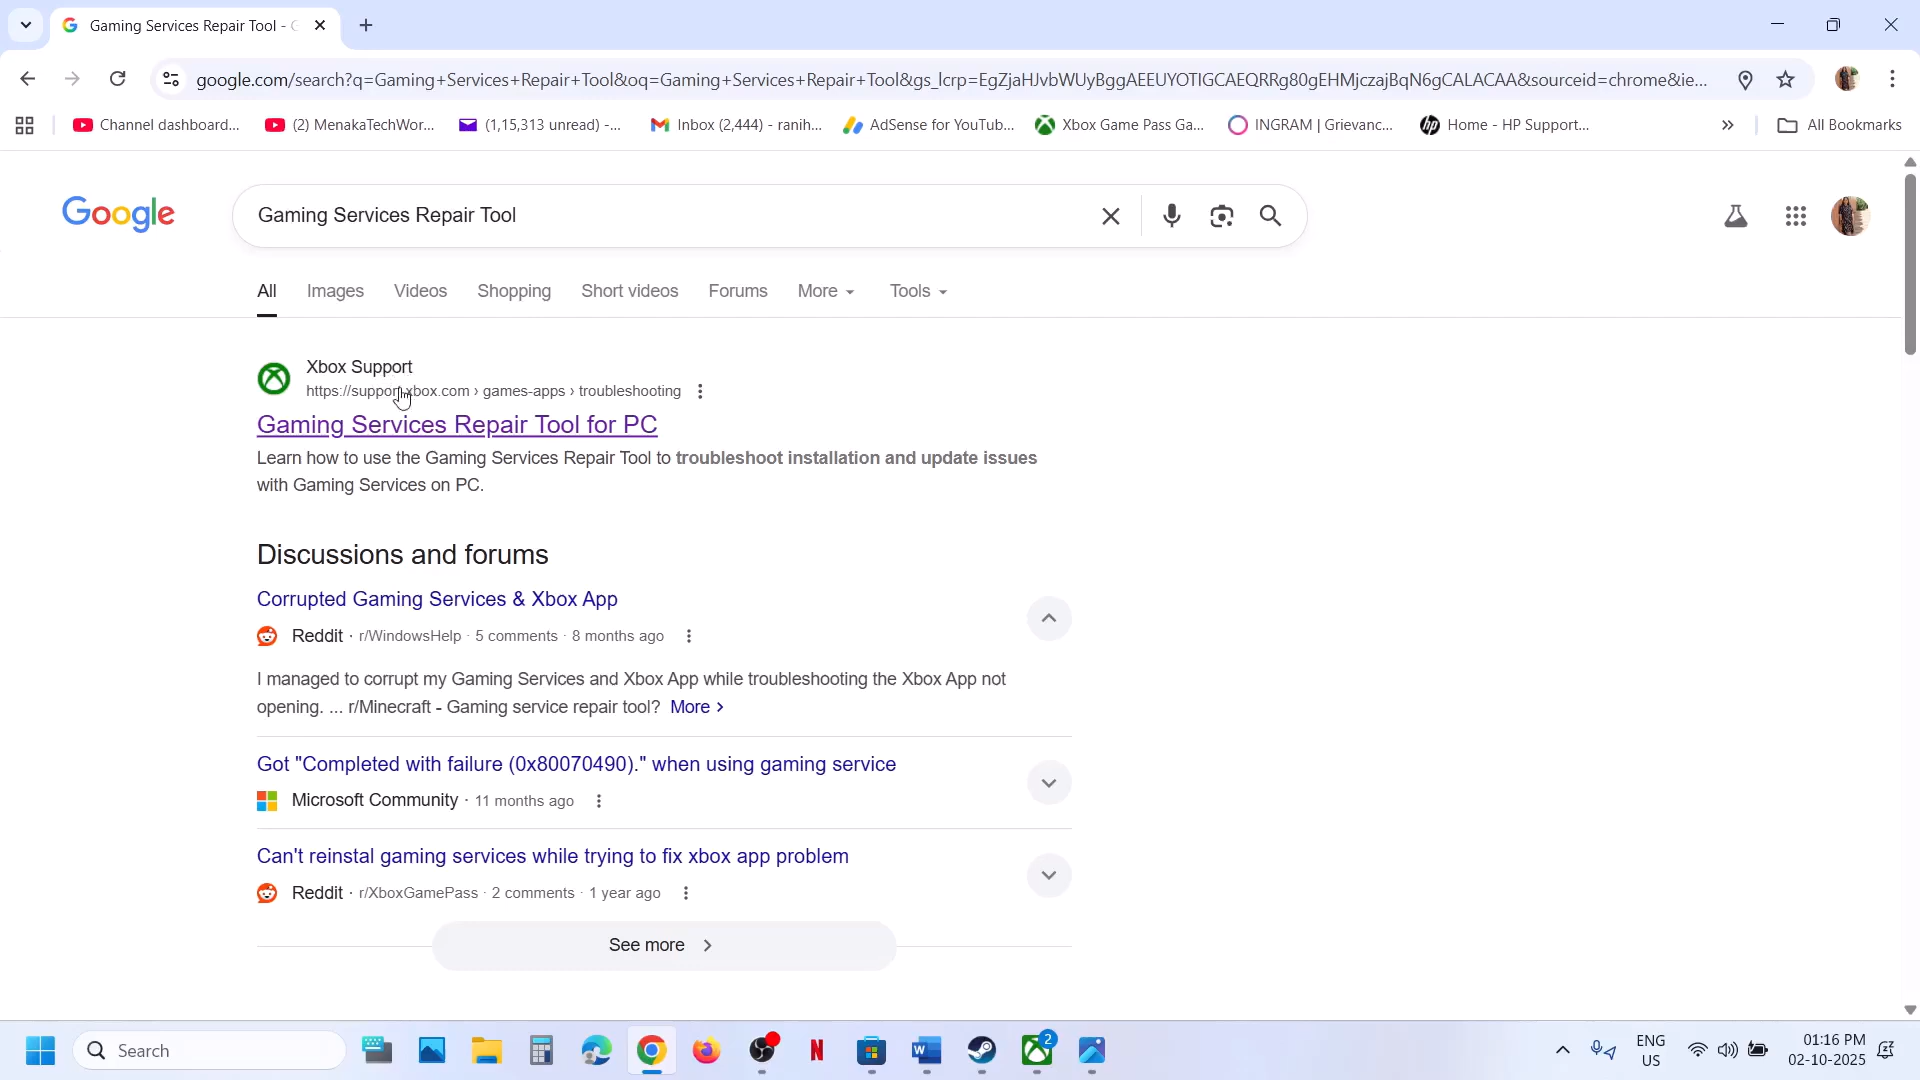 Gaming Services Repair Tool - G
google.com/search?q=Gaming+Services+Repair+Tool&oq=Gaming+Services+Repair+Tool&gs_lcrp=EgZjaHJvbWUyBggAEEUYOTIGCAEQRRg80gEHMjczajBqN6gCALACAA&sourceid=chrome&ie...
Channel dashboard...
(2) MenakaTechWor...
(1,15,313 unread) -...
Inbox (2,444) - ranih...
AdSense for YouTub...
Xbox Game Pass Ga...
INGRAM | Grievanc...
Home - HP Support...
All Bookmarks
Google
Gaming Services Repair Tool
All
Images
Videos
Shopping
Short videos
Forums
More
Tools
Xbox Support
https://support.xbox.com › games-apps › troubleshooting
Gaming Services Repair Tool for PC
Learn how to use the Gaming Services Repair Tool to troubleshoot installation and update issues
with Gaming Services on PC.
Discussions and forums
Corrupted Gaming Services & Xbox App
Reddit · r/WindowsHelp · 5 comments · 8 months ago
I managed to corrupt my Gaming Services and Xbox App while troubleshooting the Xbox App not
opening. ... r/Minecraft - Gaming service repair tool? More ›
Got "Completed with failure (0x80070490)." when using gaming service
Microsoft Community · 11 months ago
Can't reinstal gaming services while trying to fix xbox app problem
Reddit · r/XboxGamePass · 2 comments · 1 year ago
See more
Search
N
W
2
ENG
US
01:16 PM
02-10-2025